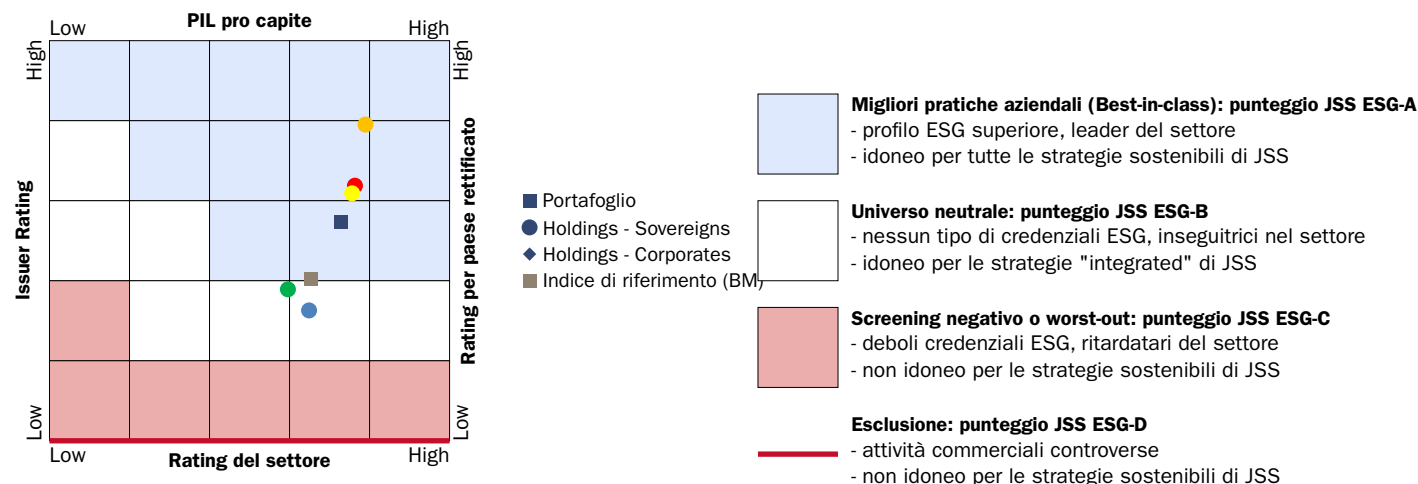 PIL pro capite
Low
High
High
High
Issuer Rating
Rating per paese rettificato
Low
Low
Low
High
Rating del settore
Portafoglio
Holdings - Sovereigns
Holdings - Corporates
Indice di riferimento (BM)
Migliori pratiche aziendali (Best-in-class): punteggio JSS ESG-A
- profilo ESG superiore, leader del settore
- idoneo per tutte le strategie sostenibili di JSS
Universo neutrale: punteggio JSS ESG-B
- nessun tipo di credenziali ESG, inseguitrici nel settore
- idoneo per le strategie "integrated" di JSS
Screening negativo o worst-out: punteggio JSS ESG-C
- deboli credenziali ESG, ritardatari del settore
- non idoneo per le strategie sostenibili di JSS
Esclusione: punteggio JSS ESG-D
- attività commerciali controverse
- non idoneo per le strategie sostenibili di JSS